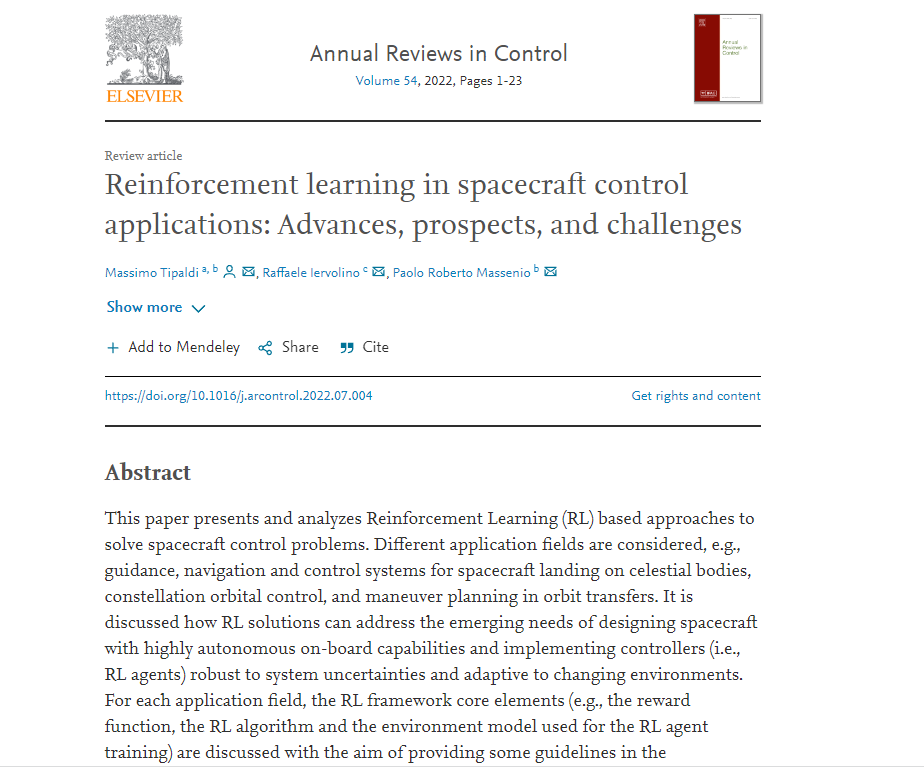 ELSEVIER
Annual Reviews in Control
Volume 54, 2022, Pages 1-23
Annual
Reviews in
Control
Review article
Reinforcement learning in spacecraft control
applications: Advances, prospects, and challenges
Massimo Tipaldi a, b, Raffaele Iervolino c, Paolo Roberto Massenio b
Show more
+ Add to Mendeley Share Cite
https://doi.org/10.1016/j.arcontrol.2022.07.004 Get rights and content
Abstract
This paper presents and analyzes Reinforcement Learning (RL) based approaches to
solve spacecraft control problems. Different application fields are considered, e.g.,
guidance, navigation and control systems for spacecraft landing on celestial bodies,
constellation orbital control, and maneuver planning in orbit transfers. It is
discussed how RL solutions can address the emerging needs of designing spacecraft
with highly autonomous on-board capabilities and implementing controllers (i.e.,
RL agents) robust to system uncertainties and adaptive to changing environments.
For each application field, the RL framework core elements (e.g., the reward
function, the RL algorithm and the environment model used for the RL agent
training) are discussed with the aim of providing some guidelines in the